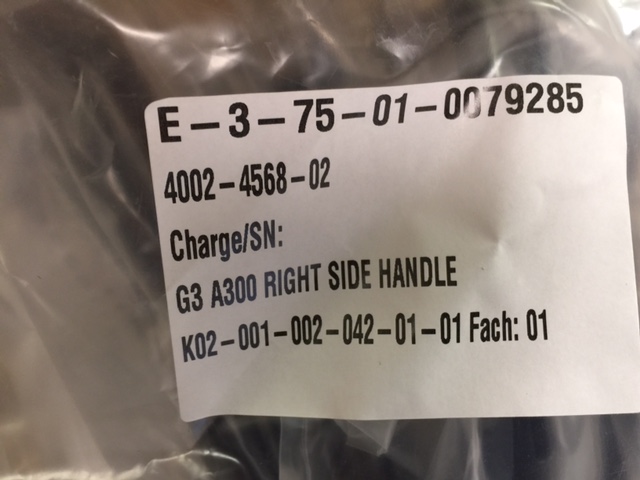 E-3-75-01-0079285
4002-4568-02
Charge/SN:
G3 A300 RIGHT SIDE HANDLE
K02-001-002-042-01-01 Fach: 01